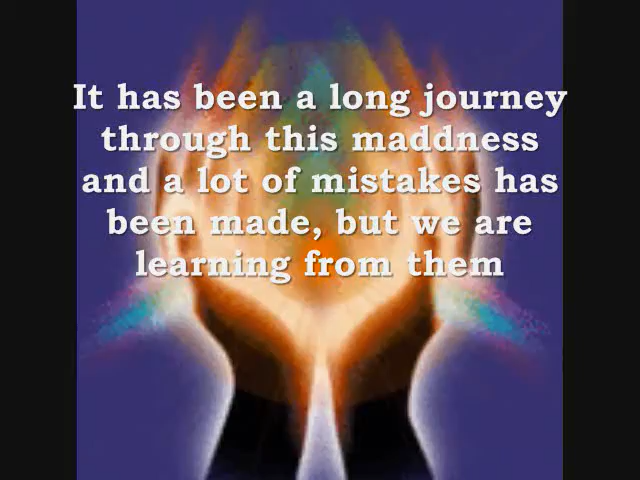 It has been a long journey
through this maddness
and a lot of mistakes has
been made, but we are
learning from them